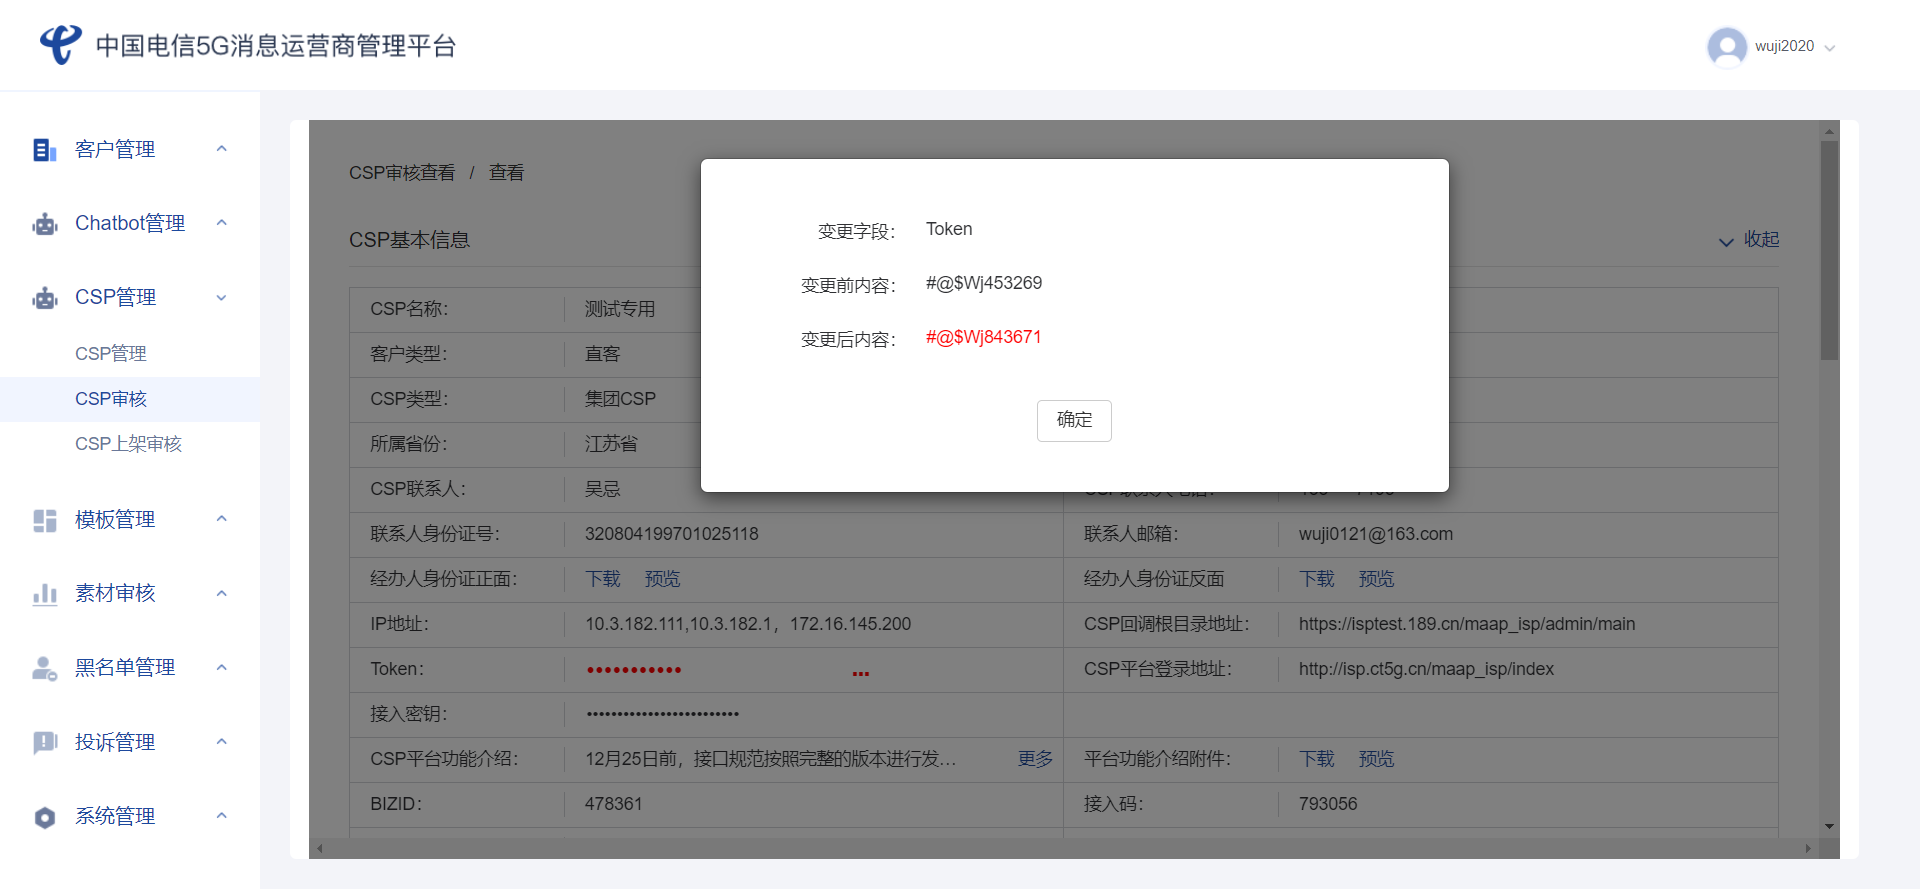 中国电信5G消息运营商管理平台
wuji2020
客户管理
Chatbot管理
CSP管理
CSP管理
CSP审核
CSP上架审核
模板管理
素材审核
黑名单管理
投诉管理
系统管理
CSP审核查看 / 查看
CSP基本信息
收起
变更字段： Token
变更前内容： #@$Wj453269
变更后内容： #@$Wj843671
确定
CSP名称： 测试专用
客户类型： 直客
CSP类型： 集团CSP
所属省份： 江苏省
CSP联系人： 吴忌
联系人身份证号： 320804199701025118 联系人邮箱： wuji0121@163.com
经办人身份证正面： 下载 预览 经办人身份证反面 下载 预览
IP地址： 10.3.182.111,10.3.182.1，172.16.145.200 CSP回调根目录地址： https://isptest.189.cn/maap_isp/admin/main
Token： ••••••••••• ... CSP平台登录地址： http://isp.ct5g.cn/maap_isp/index
接入密钥： •••••••••••••••••••••••••
CSP平台功能介绍： 12月25日前，接口规范按照完整的版本进行发... 更多 平台功能介绍附件： 下载 预览
BIZID： 478361 接入码： 793056